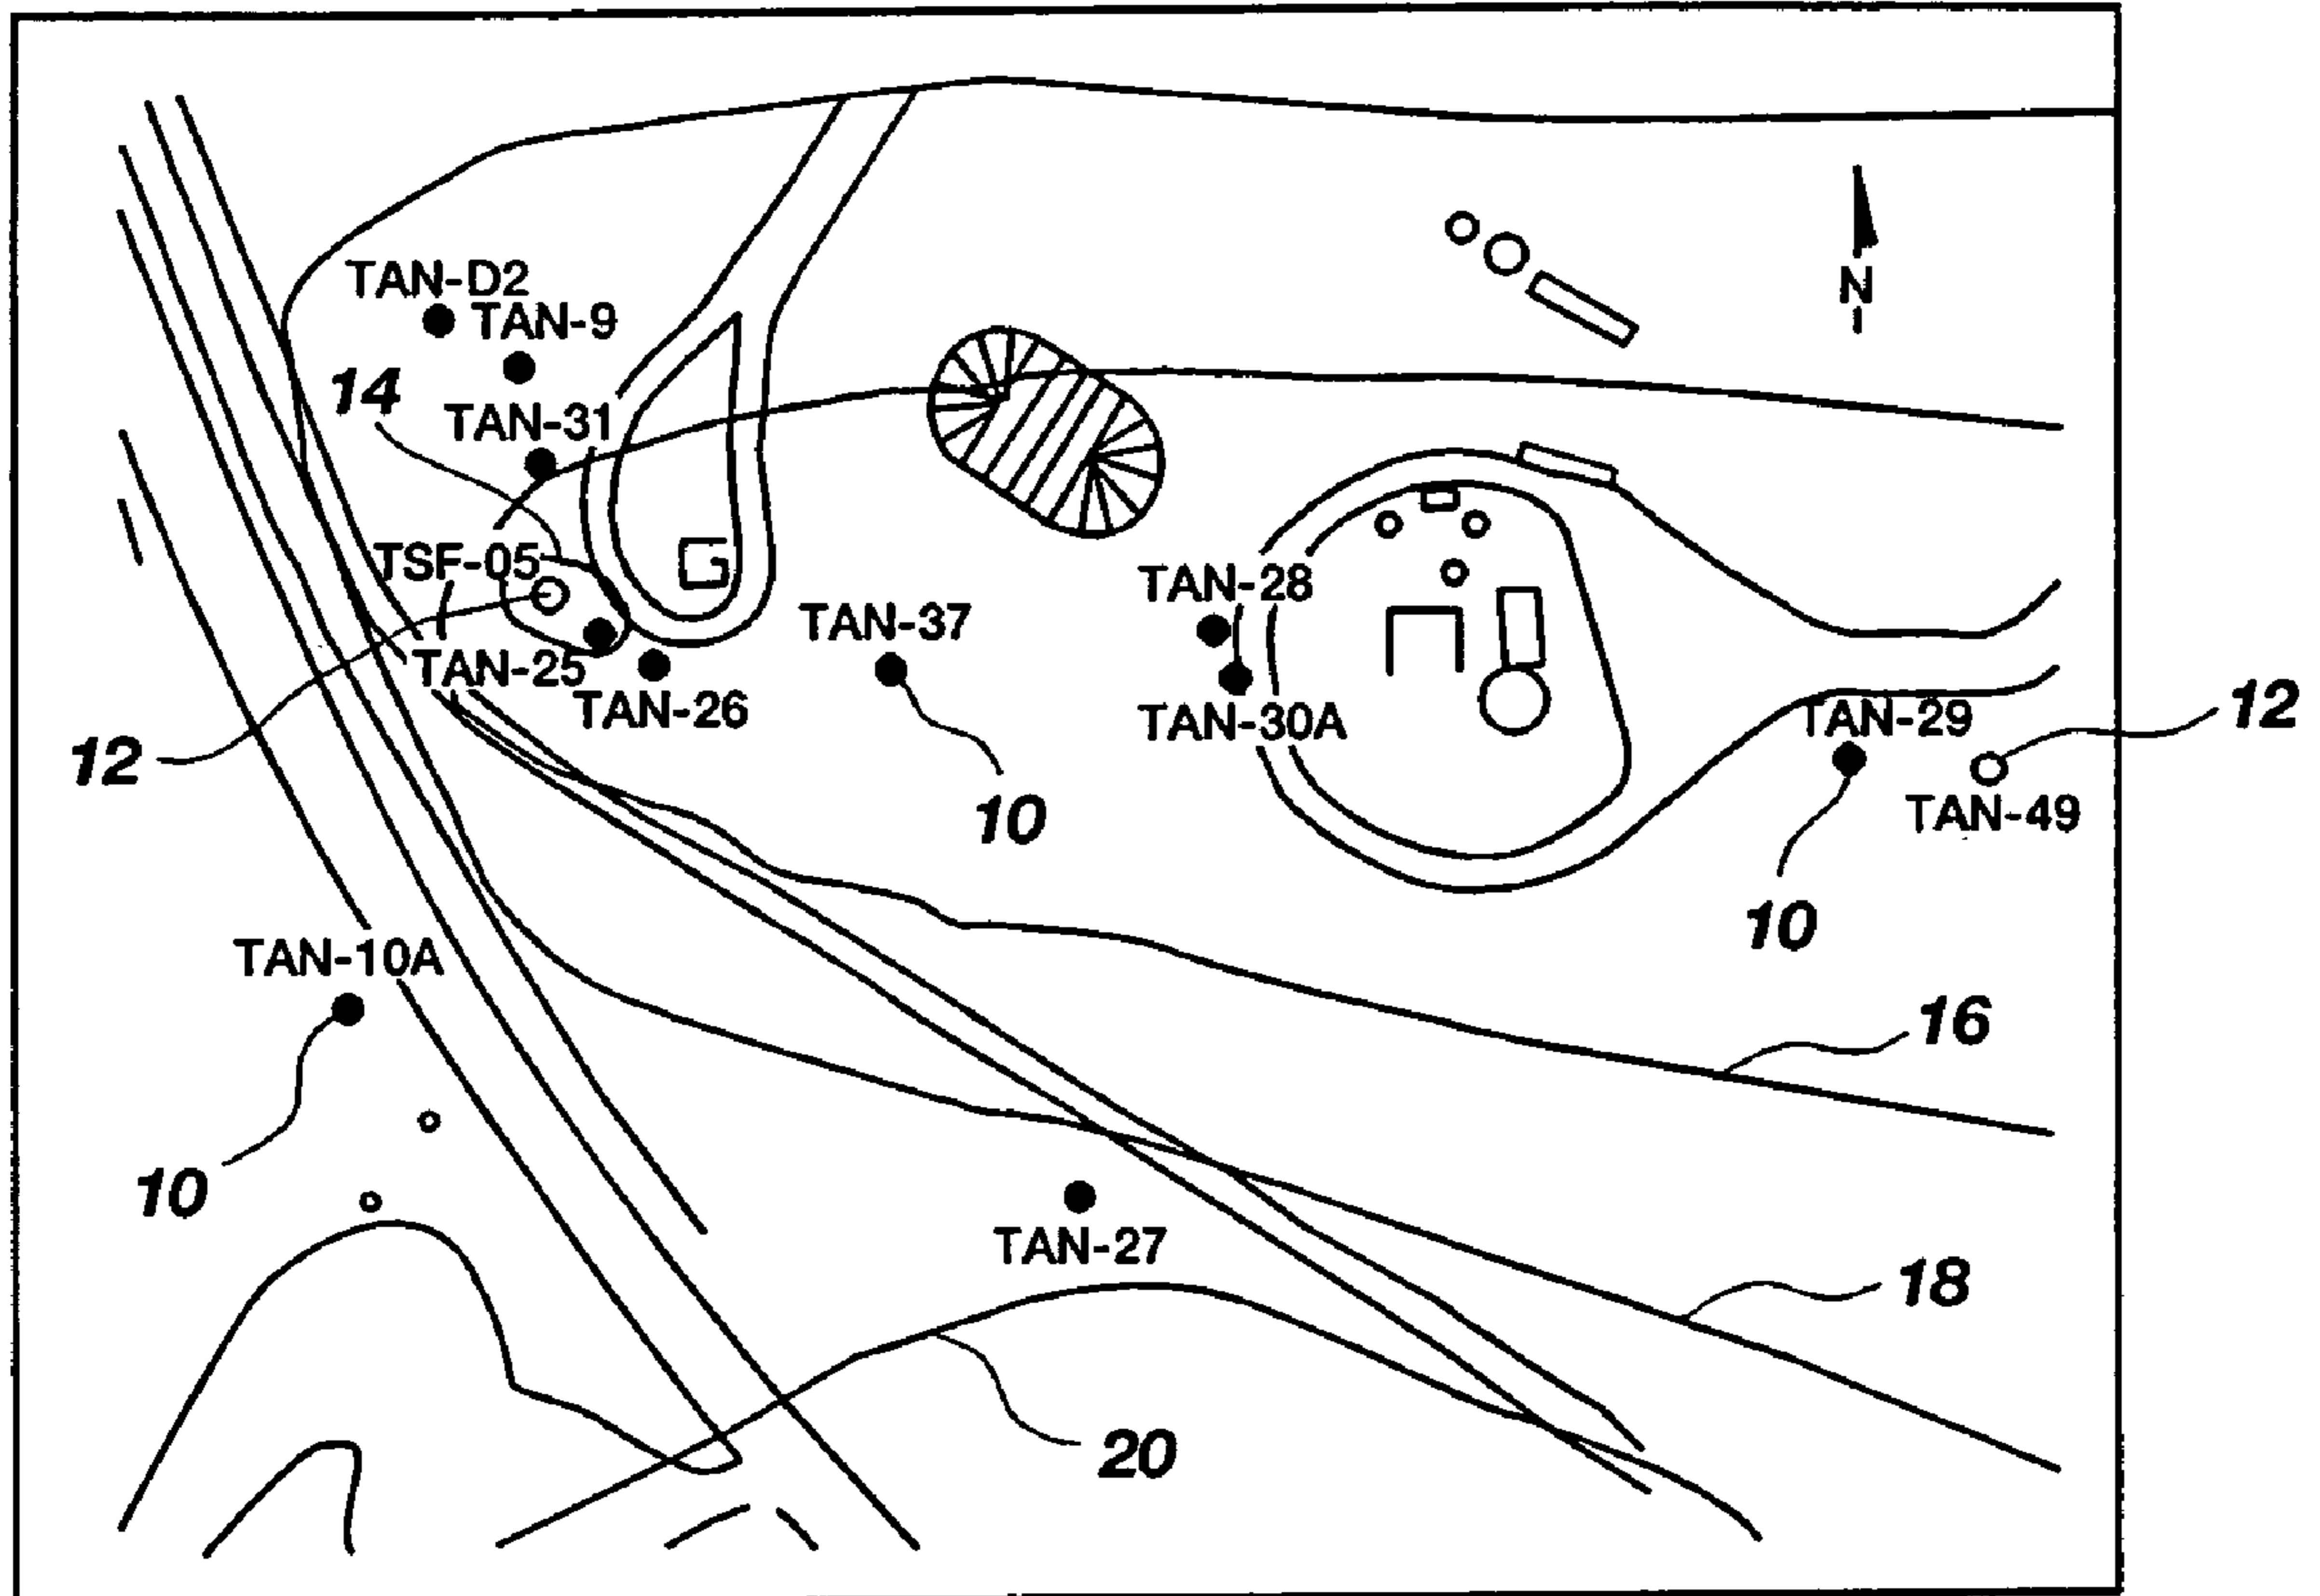 N
TAN-D2
TAN-9
14
TAN-31
TSF-05
TAN-28
TAN-37
TAN-25
TAN-26
TAN-30A
TAN-29
12
12
10
TAN-49
10
TAN-10A
16
10
TAN-27
18
20